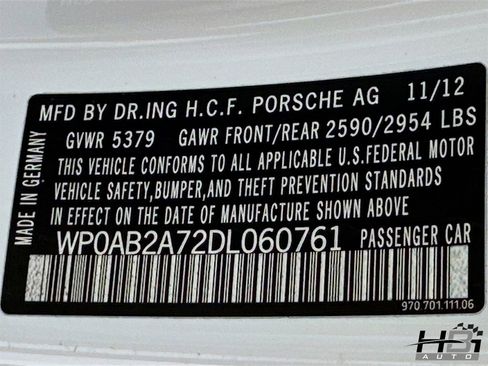 MFD BY DR.ING H.C.F. PORSCHE AG 11/12
GVWR 5379 GAWR FRONT/REAR 2590/2954 LBS
THIS VEHICLE CONFORMS TO ALL APPLICABLE U.S.FEDERAL MOTOR
VEHICLE SAFETY,BUMPER,AND THEFT PREVENTION STANDARDS
IN EFFECT ON A DATE OF MANUFACTURE SHOWN ABOVE
WP0AB2A72DL060761 PASSENGER CAR
970 701.111.06
MADE IN GERMANY
HBI
AUTO